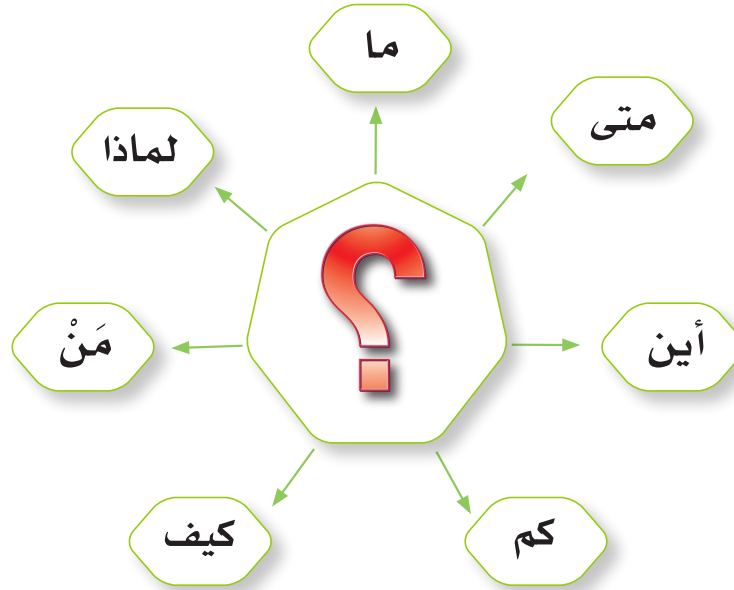 ما
متى
لماذا
أين
مَنْ
كم
كيف
؟